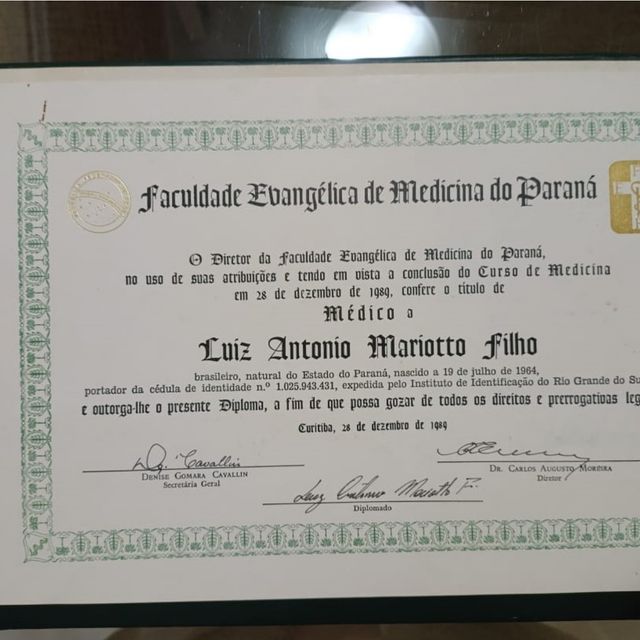 Faculdade Evangélica de Medicina do Paraná
O Diretor da Faculdade Evangélica de Medicina do Paraná,
no uso de suas atribuições e tendo em vista a conclusão do Curso de Medicina
em 28 de dezembro de 1989, confere o título de
Médico a
Luiz Antonio Mariotto Filho
brasileiro, natural do Estado do Paraná, nascido a 19 de julho de 1964,
portador da cédula de identidade n.º 1.025.943.431, expedida pelo Instituto de Identificação do Rio Grande do Su
e outorga-lhe o presente Diploma, a fim de que possa gozar de todos os direitos e prerrogativas leg
Curitiba, 28 de dezembro de 1989
DENISE GOMARA CAVALLIN
Secretária Geral
DR. CARLOS AUGUSTO MOREIRA
Diretor
Diplomado